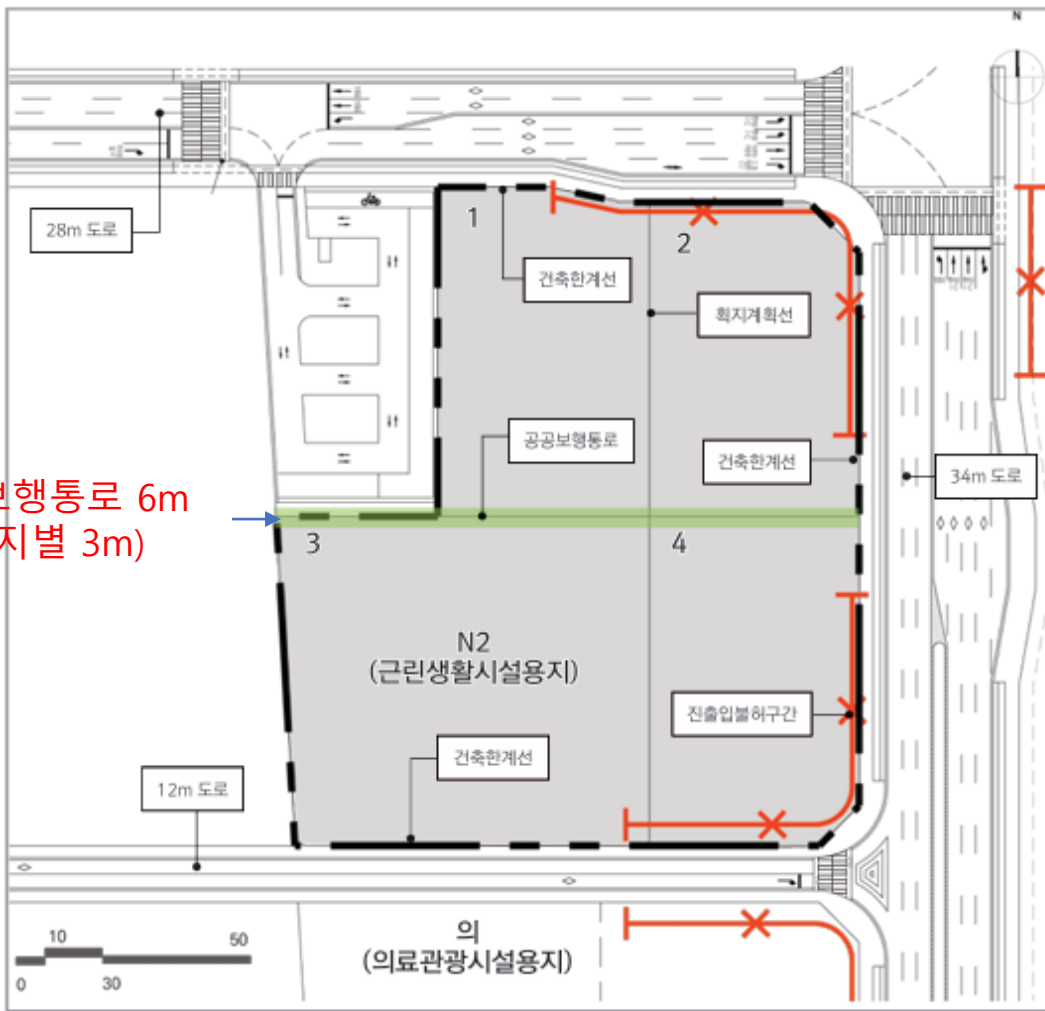 N
28m 도로
1
2
건축한계선
획지계획선
공공보행통로
건축한계선
34m 도로
보행통로 6m
지별 3m)
3
4
N2
(근린생활시설용지)
진출입불허구간
건축한계선
12m 도로
의
(의료관광시설용지)
10
50
0
30